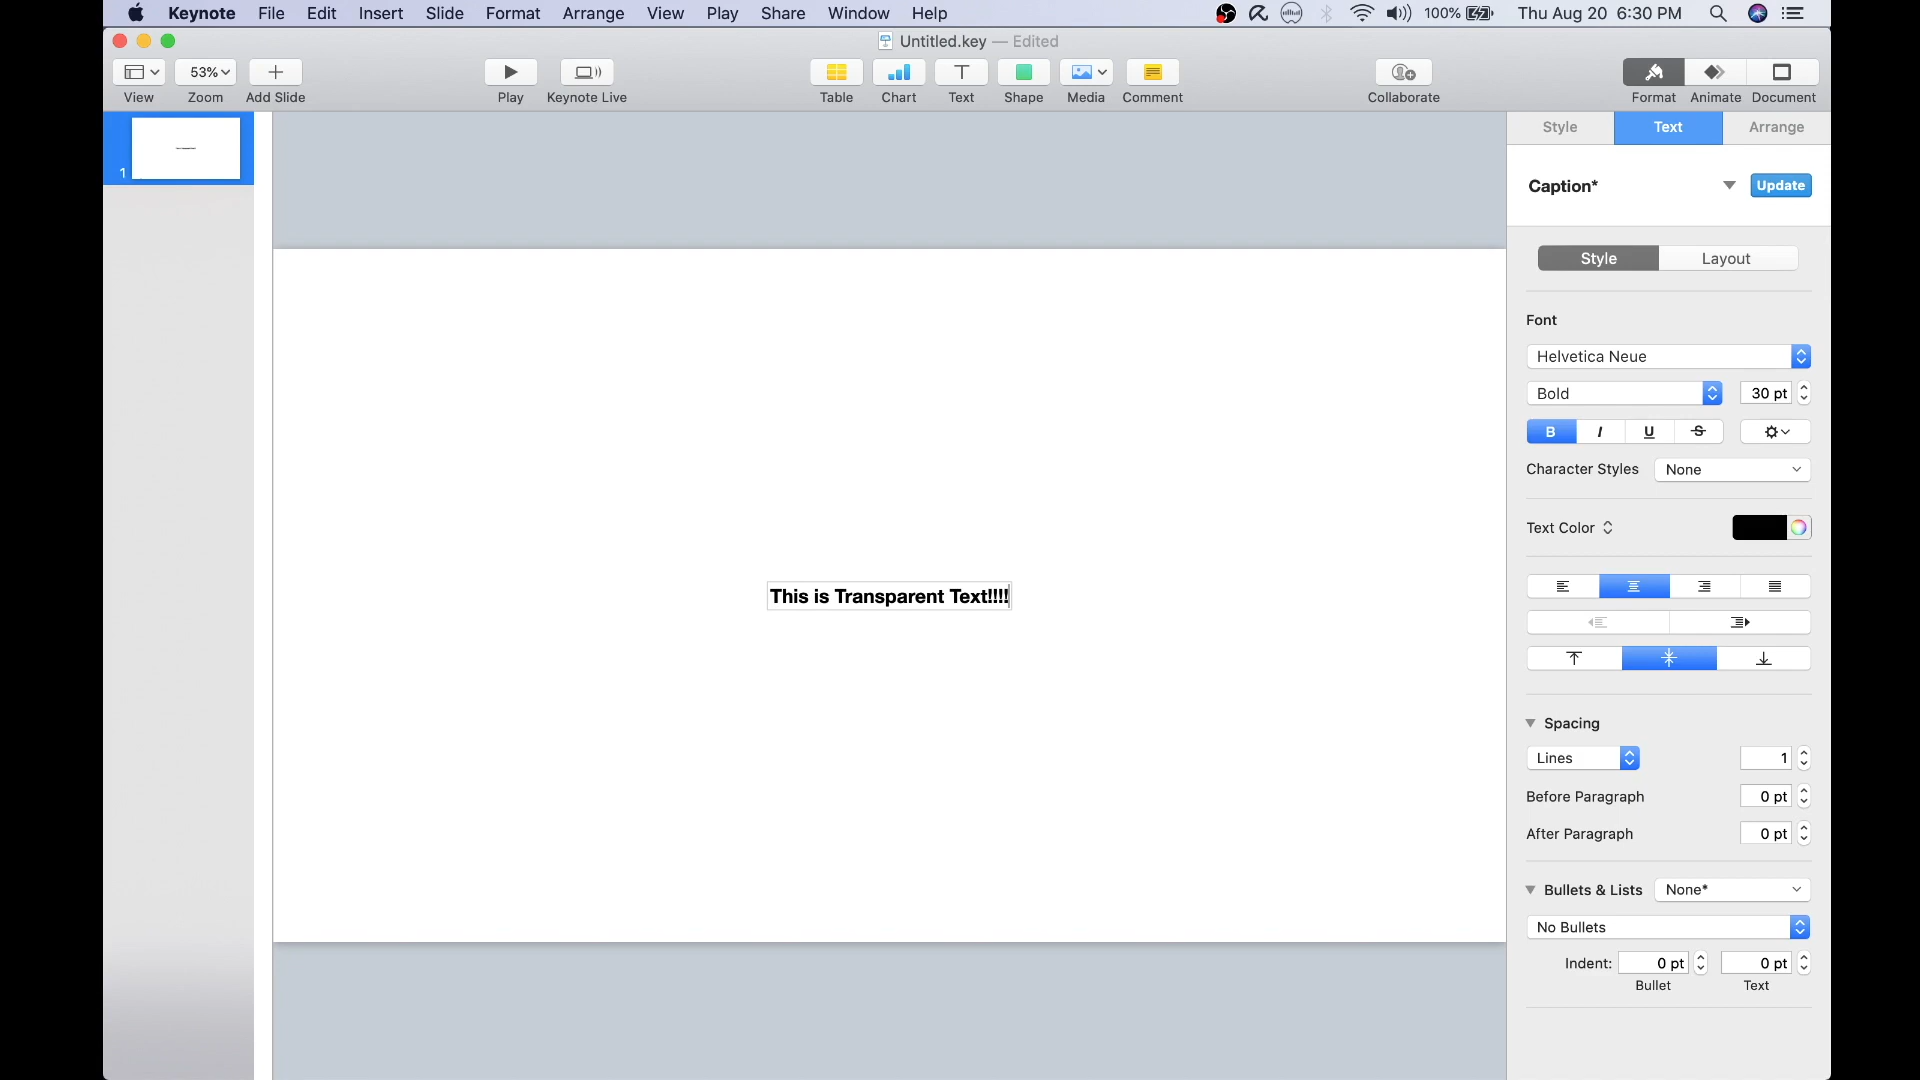 Keynote File Edit Insert Slide Format Arrange View Play Share Window Help 100% Thu Aug 20 6:30 PM
Untitled.key — Edited
53%
View Zoom Add Slide Play Keynote Live Table Chart Text Shape Media Comment Collaborate Format Animate Document
Style Text Arrange
1
Caption* Update
Style Layout
Font
Helvetica Neue
Bold 30 pt
B I U S
Character Styles None
Text Color
This is Transparent Text!!!!
Spacing
Lines 1
Before Paragraph 0 pt
After Paragraph 0 pt
Bullets & Lists None*
No Bullets
Indent: 0 pt 0 pt
Bullet Text